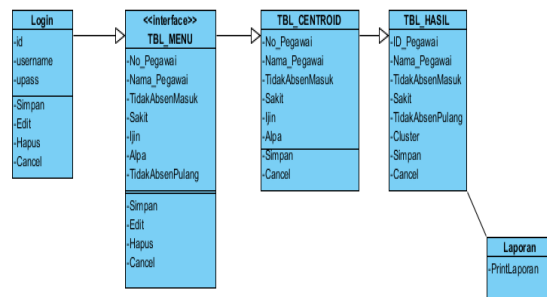 Login
-id
-username
-upass
-Simpan
-Edit
-Hapus
-Cancel
<<interface>>
TBL_MENU
-No_Pegawai
-Nama_Pegawai
-TidakAbsenMasuk
-Sakit
-Ijin
-Alpa
-TidakAbsenPulang
-Simpan
-Edit
-Hapus
-Cancel
TBL_CENTROID
-No_Pegawai
-Nama_Pegawai
-TidakAbsenMasuk
-Sakit
-Ijin
-Alpa
-Simpan
-Cancel
TBL_HASIL
-ID_Pegawai
-Nama_Pegawai
-TidakAbsenMasuk
-Sakit
-TidakAbsenPulang
-Cluster
-Simpan
-Cancel
Laporan
-PrintLaporan